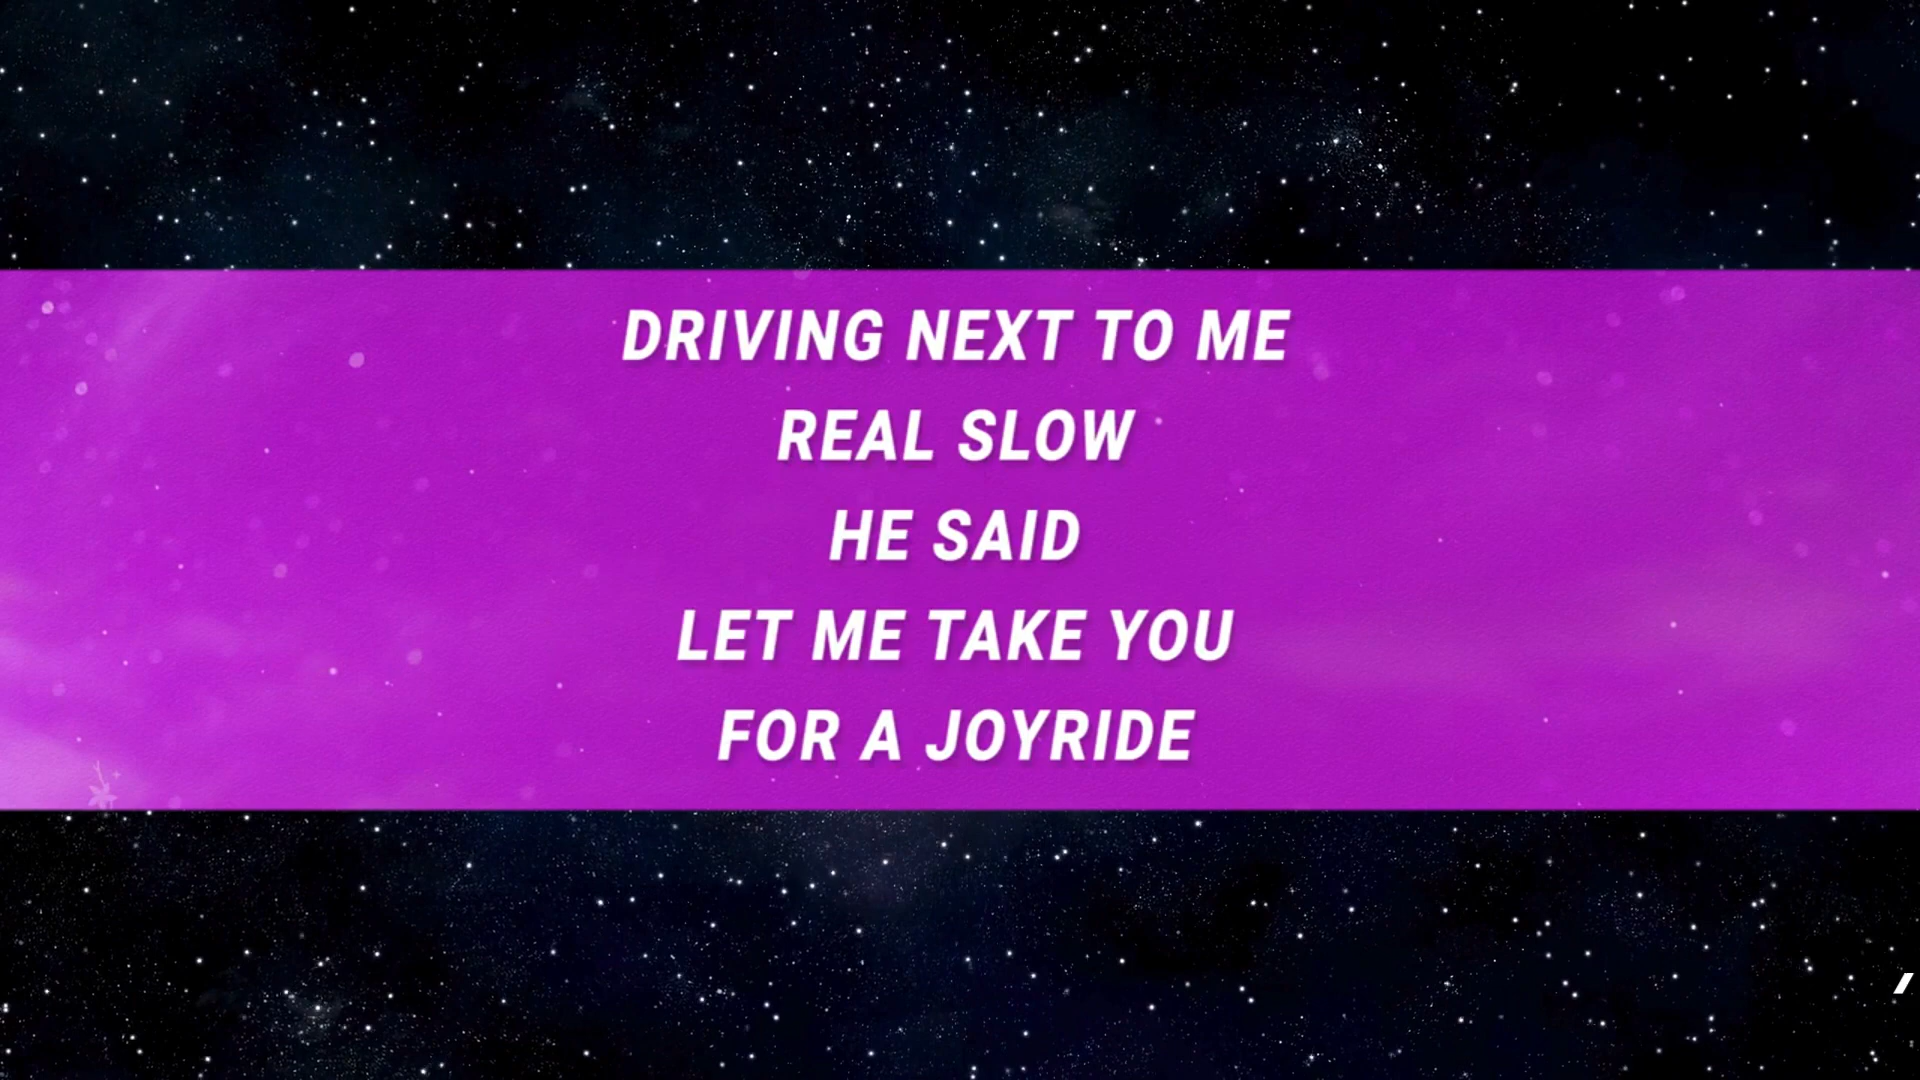 DRIVING NEXT TO ME
REAL SLOW
HE SAID
LET ME TAKE YOU
FOR A JOYRIDE